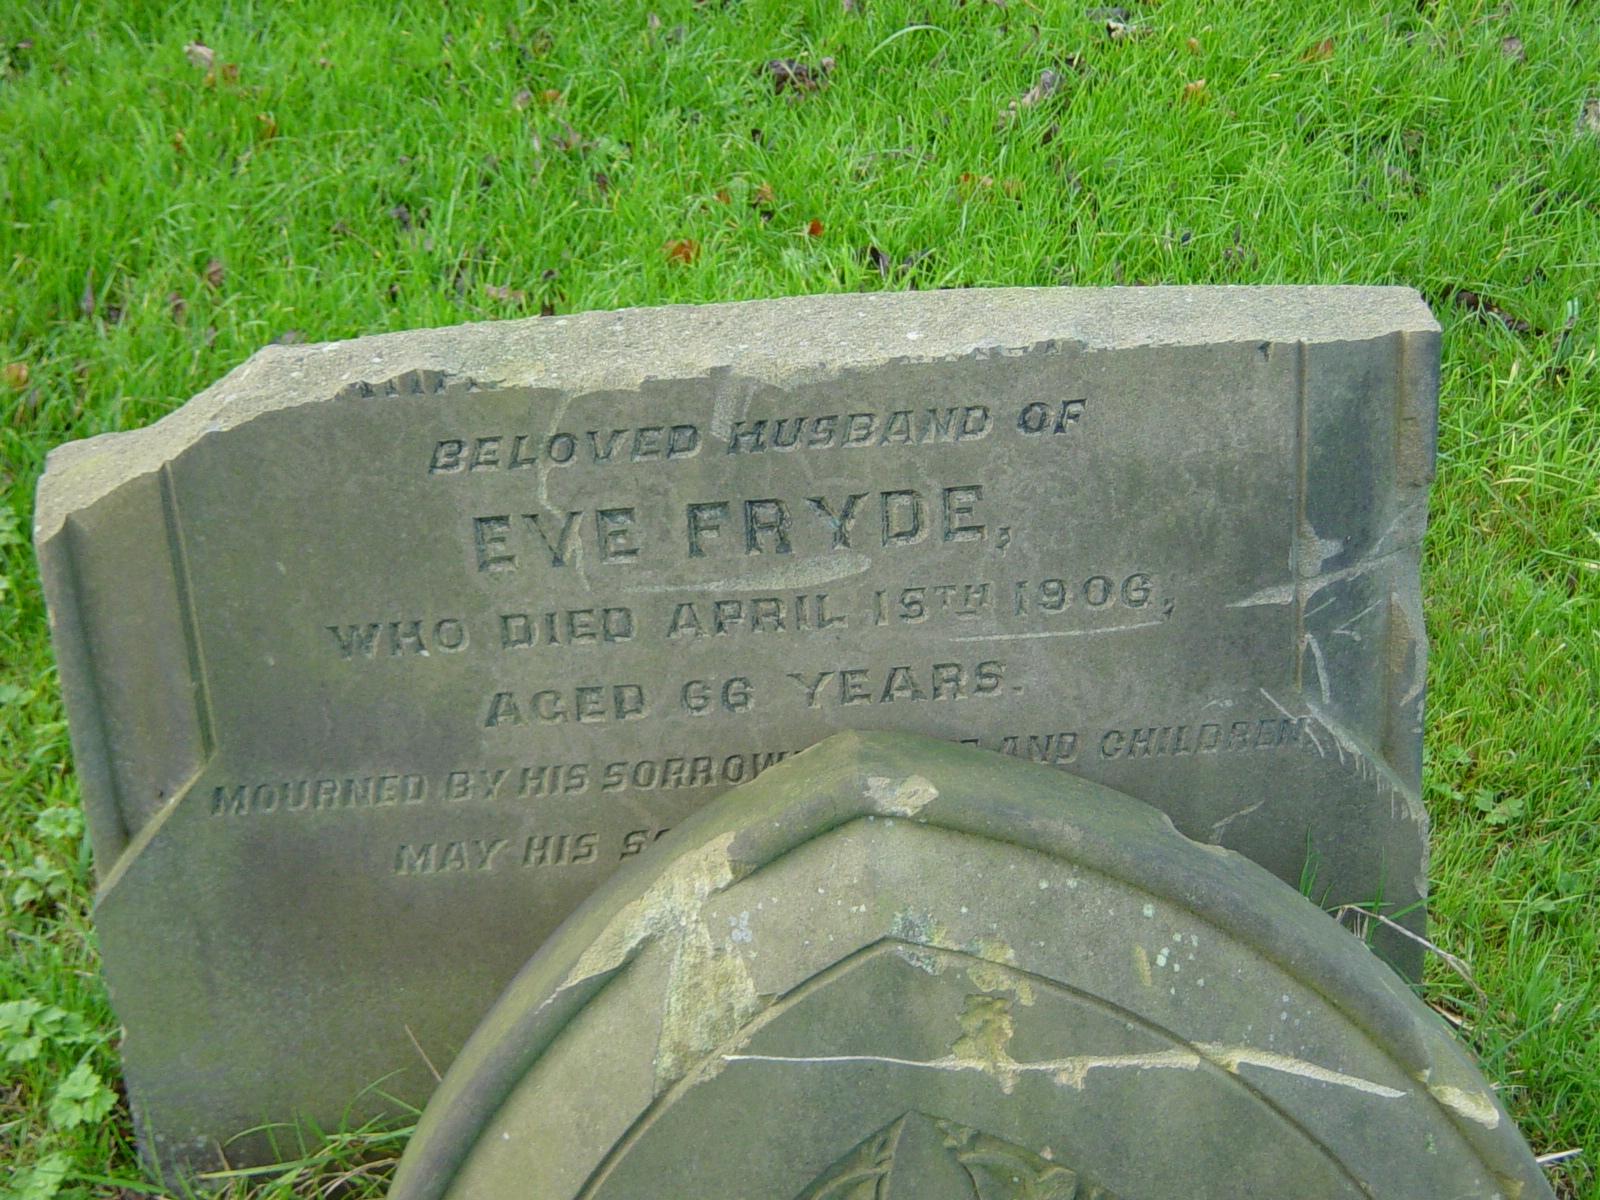 BELOVED HUSBAND OF
EVE FRYDE,
WHO DIED APRIL 15TH 1906,
AGED 66 YEARS.
MOURNED BY HIS AND CHILDREN.
MAY HIS